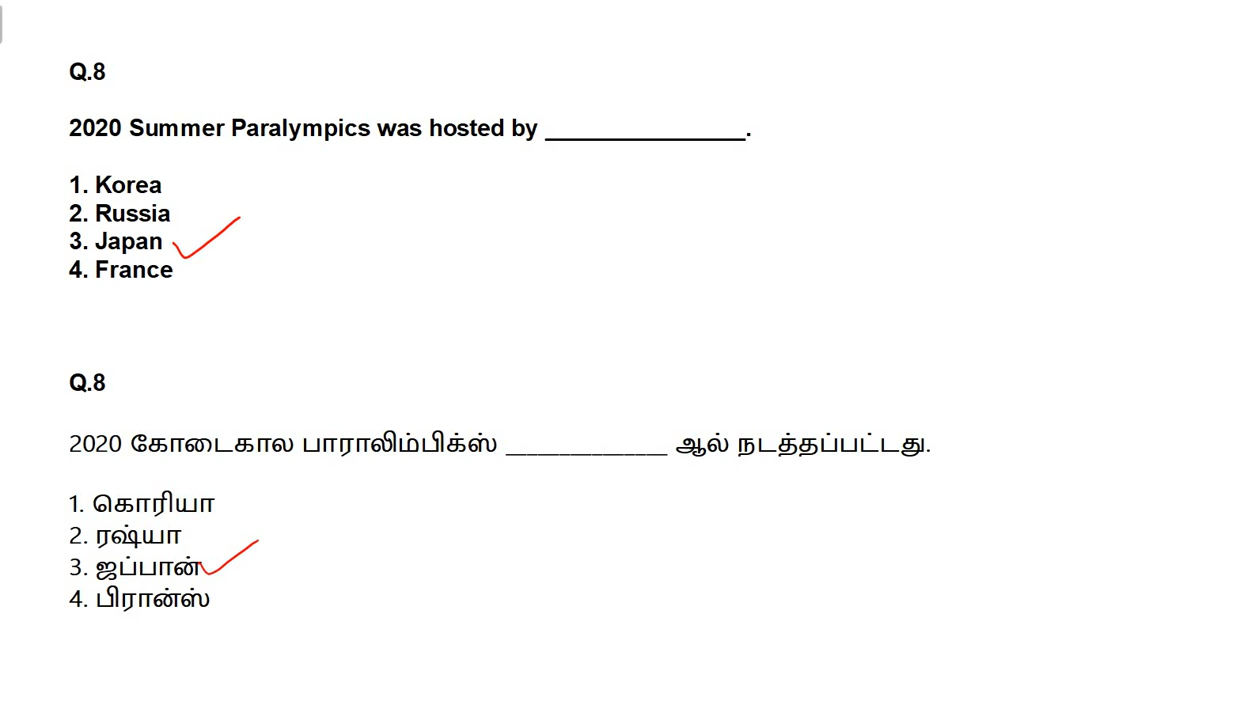 Q.8
2020 Summer Paralympics was hosted by _______________.
1. Korea
2. Russia
3. Japan
4. France
Q.8
2020 கோடைகால பாராலிம்பிக்ஸ் _______________ ஆல் நடத்தப்பட்டது.
1. கொரியா
2. ரஷ்யா
3. ஜப்பான்
4. பிரான்ஸ்